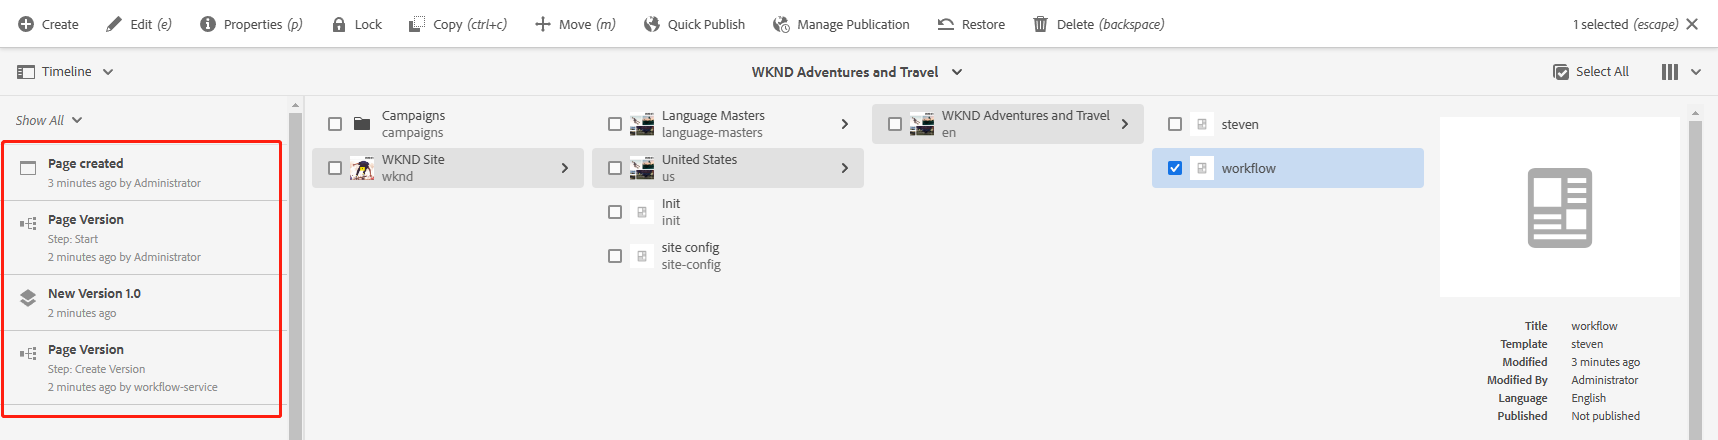 Create
Edit (e)
Properties (p)
Lock
Copy (ctrl+c)
Move (m)
Quick Publish
Manage Publication
Restore
Delete (backspace)
1 selected (escape)
Timeline
WKND Adventures and Travel
Select All
Show All
Page created
3 minutes ago by Administrator
Page Version
Step: Start
2 minutes ago by Administrator
New Version 1.0
2 minutes ago
Page Version
Step: Create Version
2 minutes ago by workflow-service
Campaigns
campaigns
WKND Site
wknd
Language Masters
language-masters
United States
us
Init
init
site config
site-config
WKND Adventures and Travel
en
steven
workflow
Title workflow
Template steven
Modified 3 minutes ago
Modified By Administrator
Language English
Published Not published